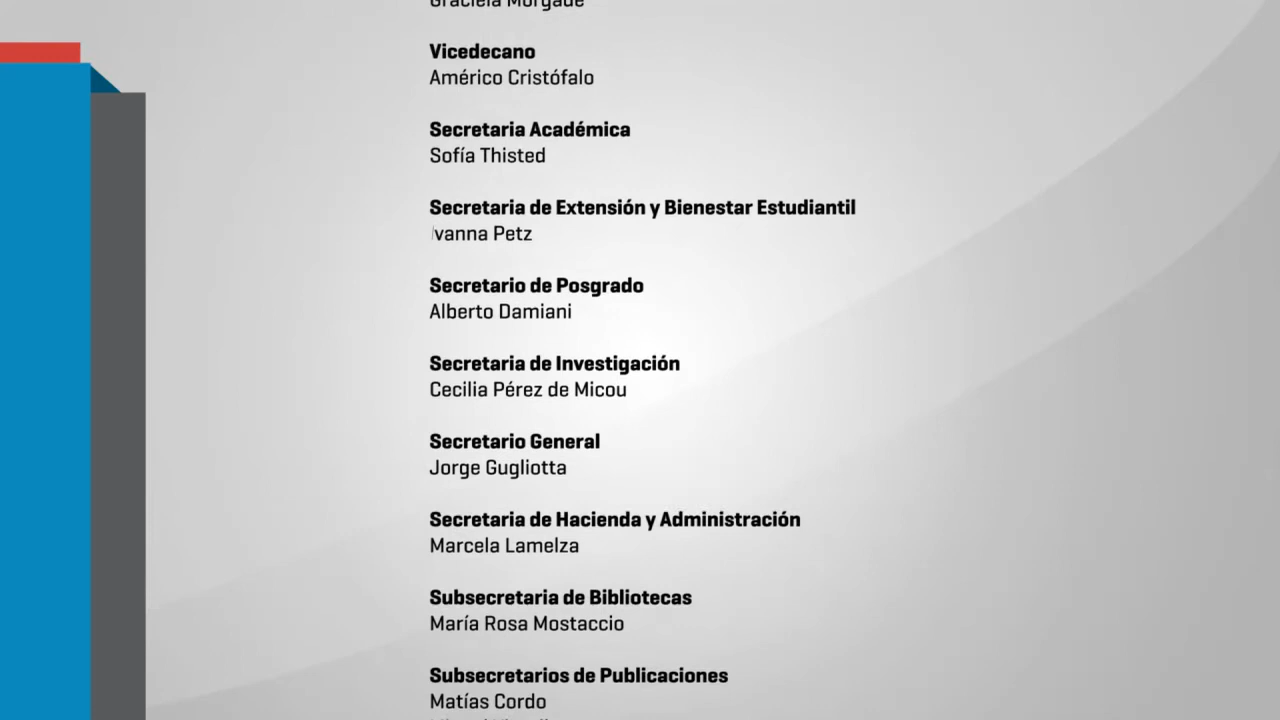 Graciela Morgade
Vicedecano
Américo Cristófalo
Secretaria Académica
Sofía Thisted
Secretaria de Extensión y Bienestar Estudiantil
Ivanna Petz
Secretario de Posgrado
Alberto Damiani
Secretaria de Investigación
Cecilia Pérez de Micou
Secretario General
Jorge Gugliotta
Secretaria de Hacienda y Administración
Marcela Lamelza
Subsecretaria de Bibliotecas
María Rosa Mostaccio
Subsecretarios de Publicaciones
Matías Cordo